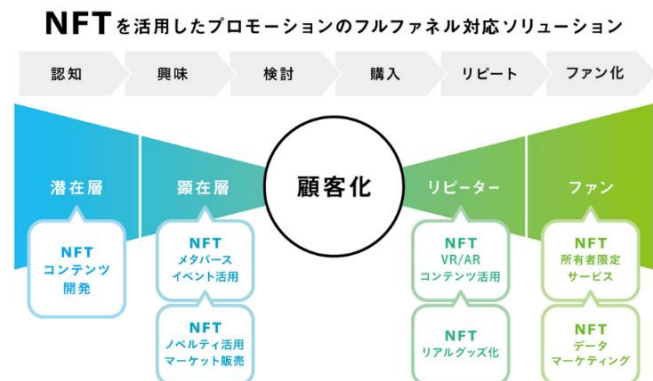 NFTを活用したプロモーションのフルファネル対応ソリューション
認知
興味
検討
購入
リピート
ファン化
潜在層
顕在層
顧客化
リピーター
ファン
NFT
コンテンツ
開発
NFT
メタバース
イベント活用
NFT
ノベルティ活用
マーケット販売
NFT
VR/AR
コンテンツ活用
NFT
リアルグッズ化
NFT
所有者限定
サービス
NFT
データ
マーケティング